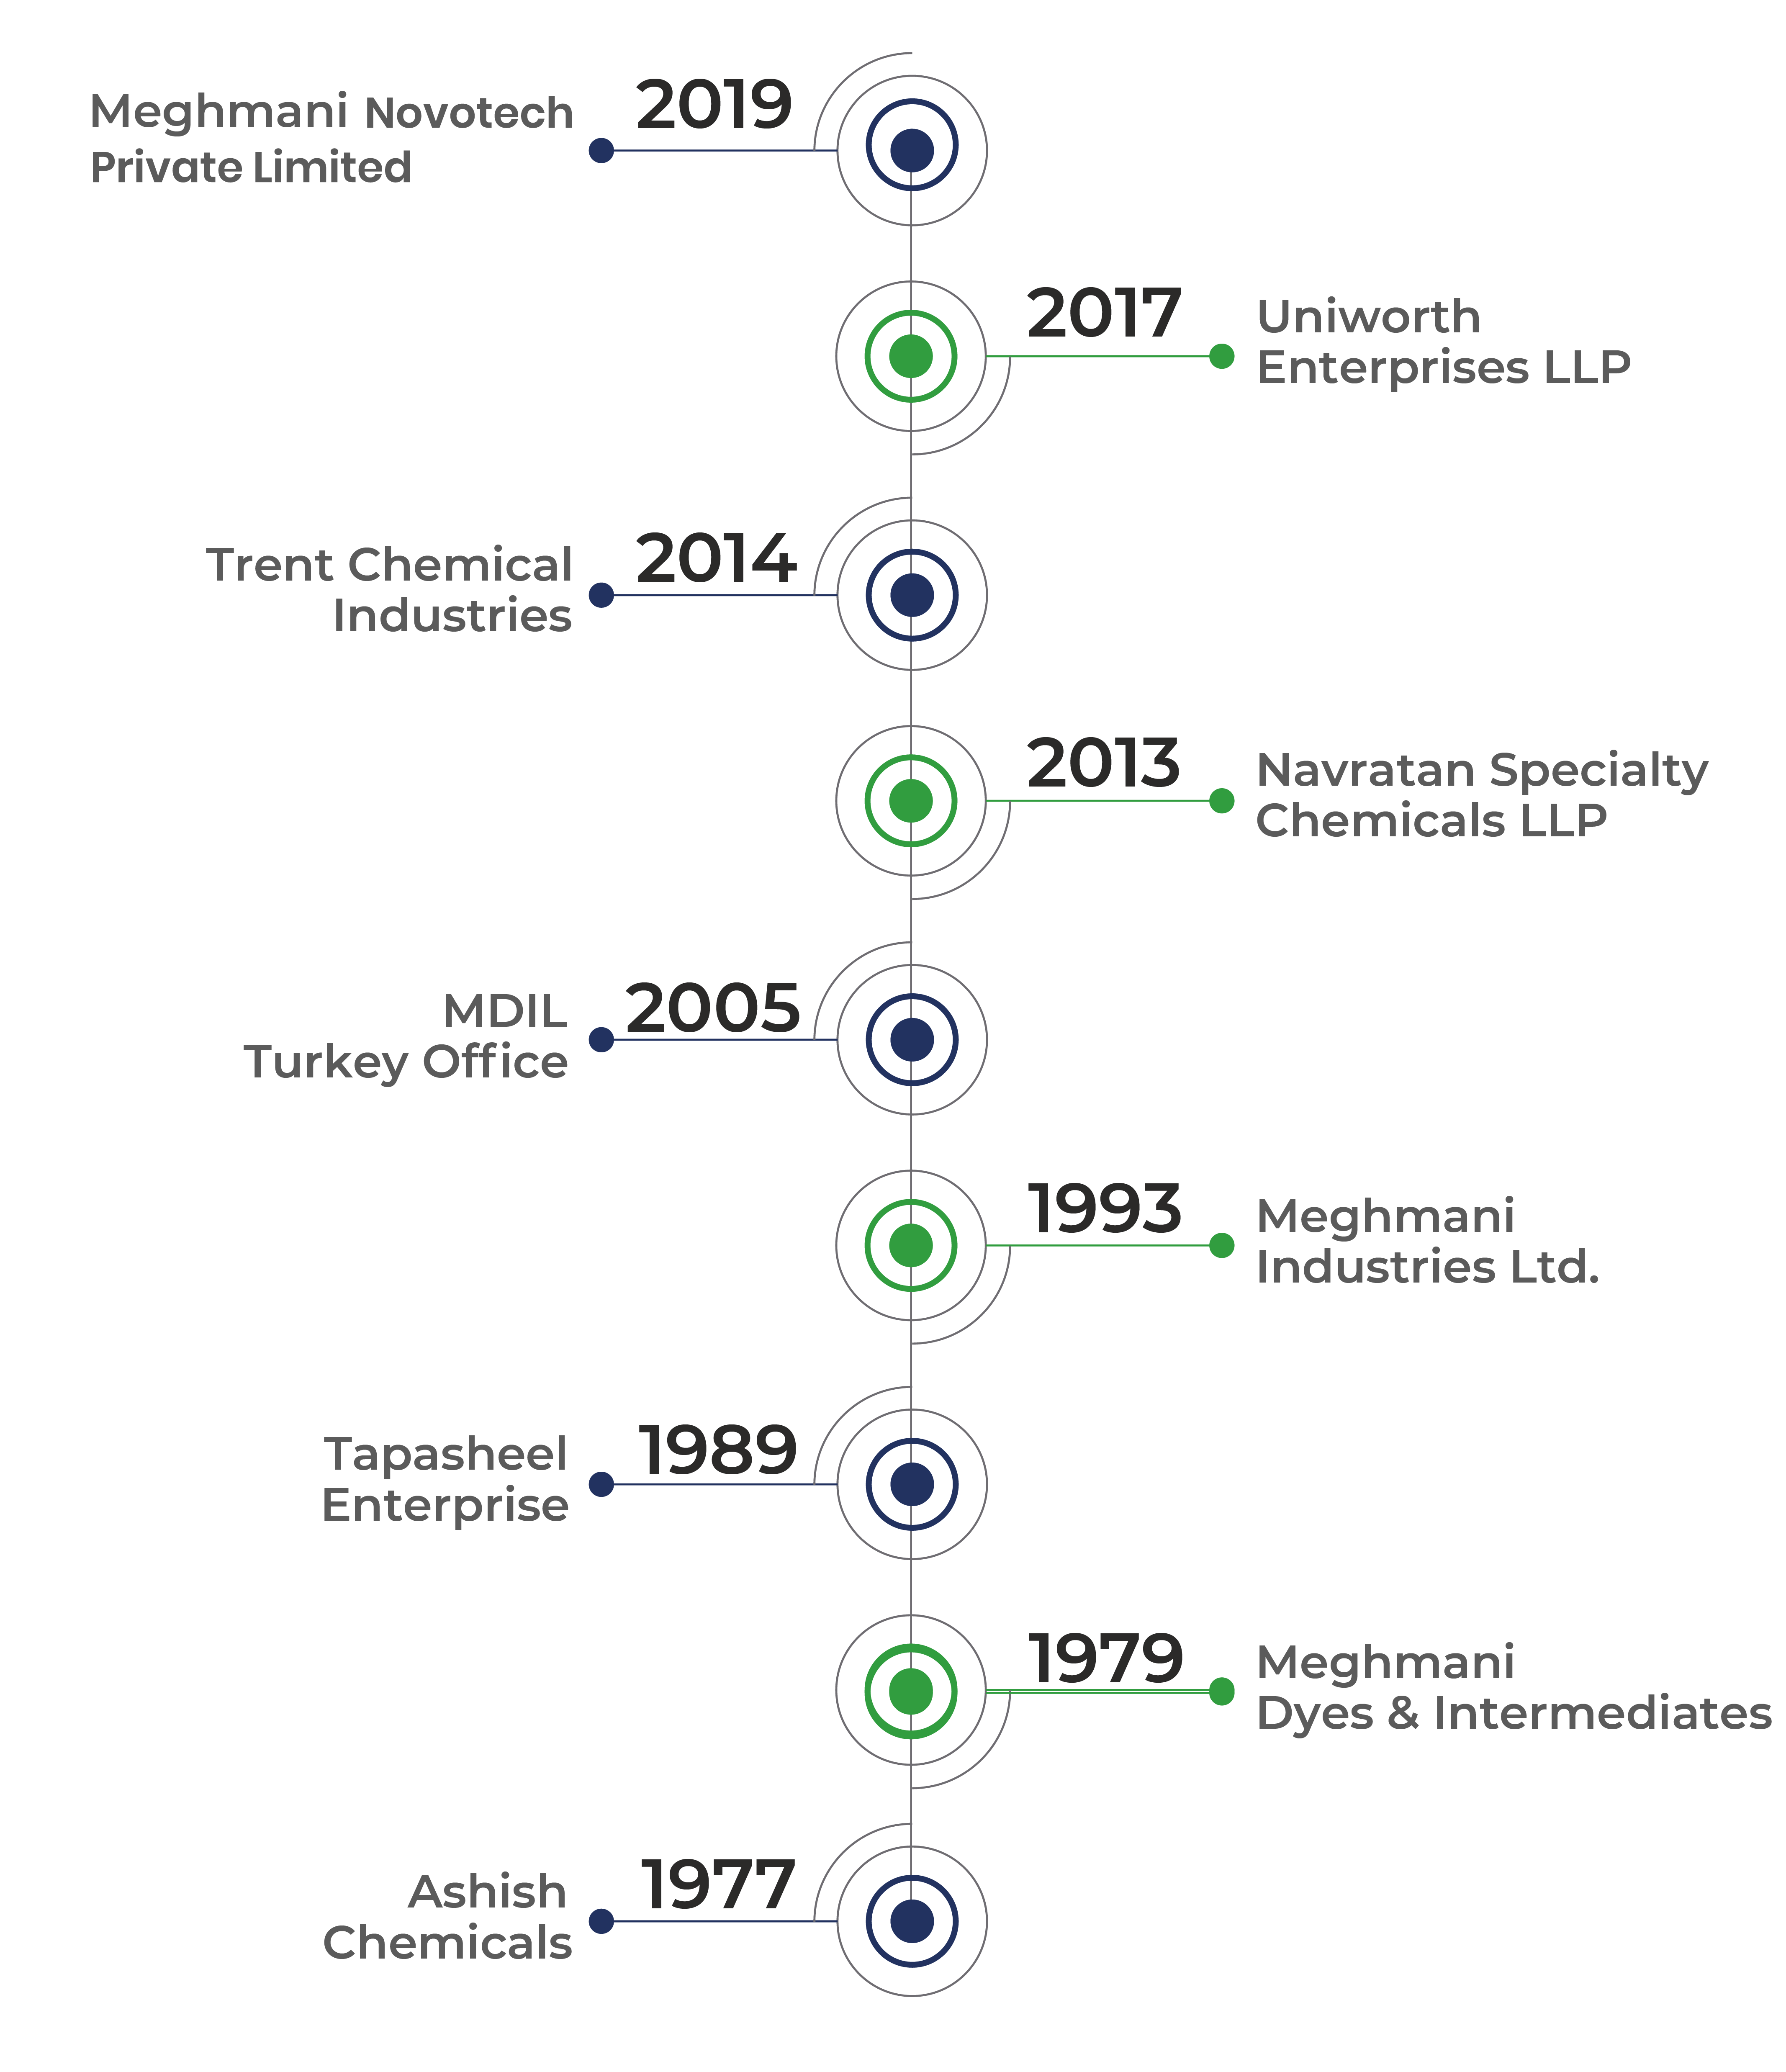 2019
Meghmani Novotech
Private Limited
2017
Uniworth
Enterprises LLP
2014
Trent Chemical
Industries
2013
Navratan Specialty
Chemicals LLP
2005
MDIL
Turkey Office
1993
Meghmani
Industries Ltd.
1989
Tapasheel
Enterprise
1979
Meghmani
Dyes & Intermediates
1977
Ashish
Chemicals